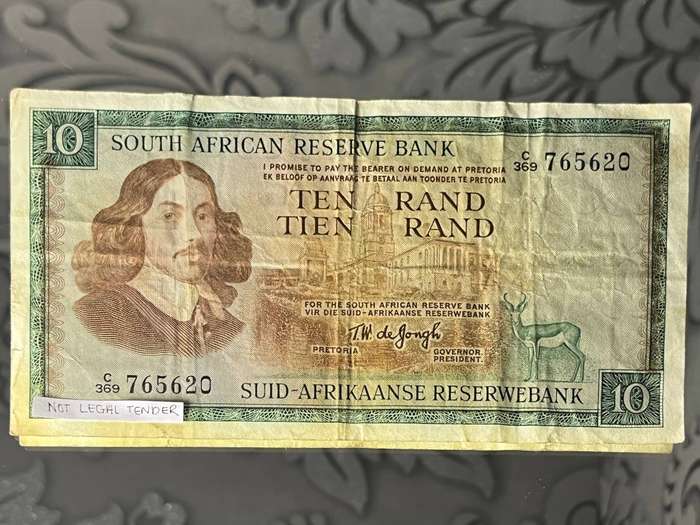 10
SOUTH AFRICAN RESERVE BANK
C/369 765620
I PROMISE TO PAY THE BEARER ON DEMAND AT PRETORIA
EK BELOOF OP AANVRAAG TE BETAAL AAN TOONDER TE PRETORIA
TEN RAND
TIEN RAND
FOR THE SOUTH AFRICAN RESERVE BANK
VIR DIE SUID-AFRIKAANSE RESERWEBANK
T.W. de Jongh
PRETORIA GOVERNOR.
PRESIDENT.
C/369 765620
SUID-AFRIKAANSE RESERWEBANK
10
NOT LEGAL TENDER